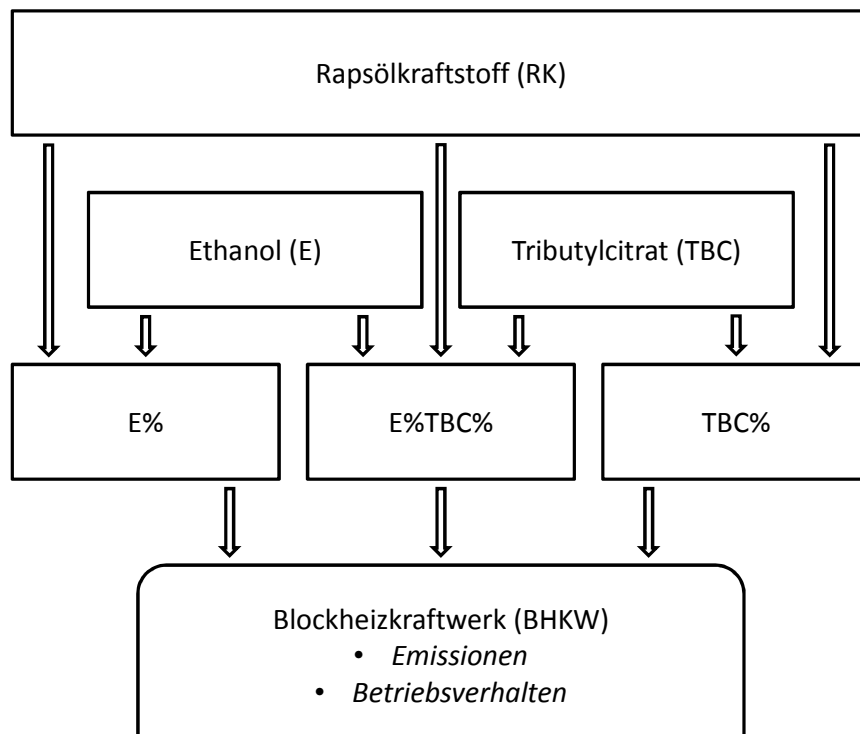 Rapsölkraftstoff (RK)
Ethanol (E)
Tributylcitrat (TBC)
E%
E%TBC%
TBC%
Blockheizkraftwerk (BHKW)
• Emissionen
• Betriebsverhalten